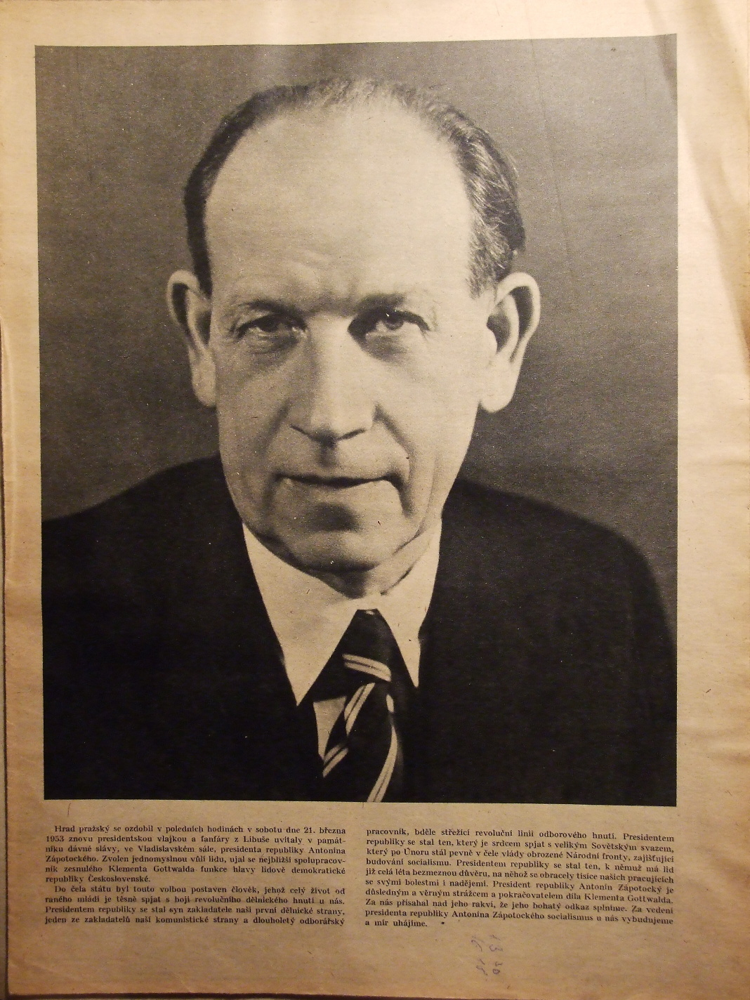 Hrad pražský se ozdobil v poledních hodinách v sobotu dne 21. března
1953 znovu presidentskou vlajkou a fanfáry z Libuše uvítaly v památ-
níku dávné slávy, ve Vladislavském sále, presidenta republiky Antonína
Zápotockého. Zvolen jednomyslnou vůlí lidu, ujal se nejbližší spolupracov-
ník zesnulého Klementa Gottwalda funkce hlavy lidově demokratické
republiky Československé.
Do čela státu byl touto volbou postaven člověk, jehož celý život od
raného mládí je těsně spjat s boji revolučního dělnického hnutí u nás.
Presidentem republiky se stal syn zakladatele naší první dělnické strany,
jeden ze zakladatelů naší komunistické strany a dlouholetý odborářský
pracovník, bděle střežící revoluční linii odborového hnutí. Presidentem
republiky se stal ten, který je srdcem spjat s velikým Sovětským svazem,
který po Únoru stál pevně v čele vlády obrozené Národní fronty, zajišťující
budování socialismu. Presidentem republiky se stal ten, k němuž má lid
již celá léta bezmeznou důvěru, na něhož se obracely tisíce našich pracujících
se svými bolestmi i nadějemi. President republiky Antonín Zápotocký je
důsledným a věrným strážcem a pokračovatelem díla Klementa Gottwalda.
Za nás přísahal nad jeho rakví, že jeho bohatý odkaz splníme. Za vedení
presidenta republiky Antonína Zápotockého socialismus u nás vybudujeme
a mír uhájíme.